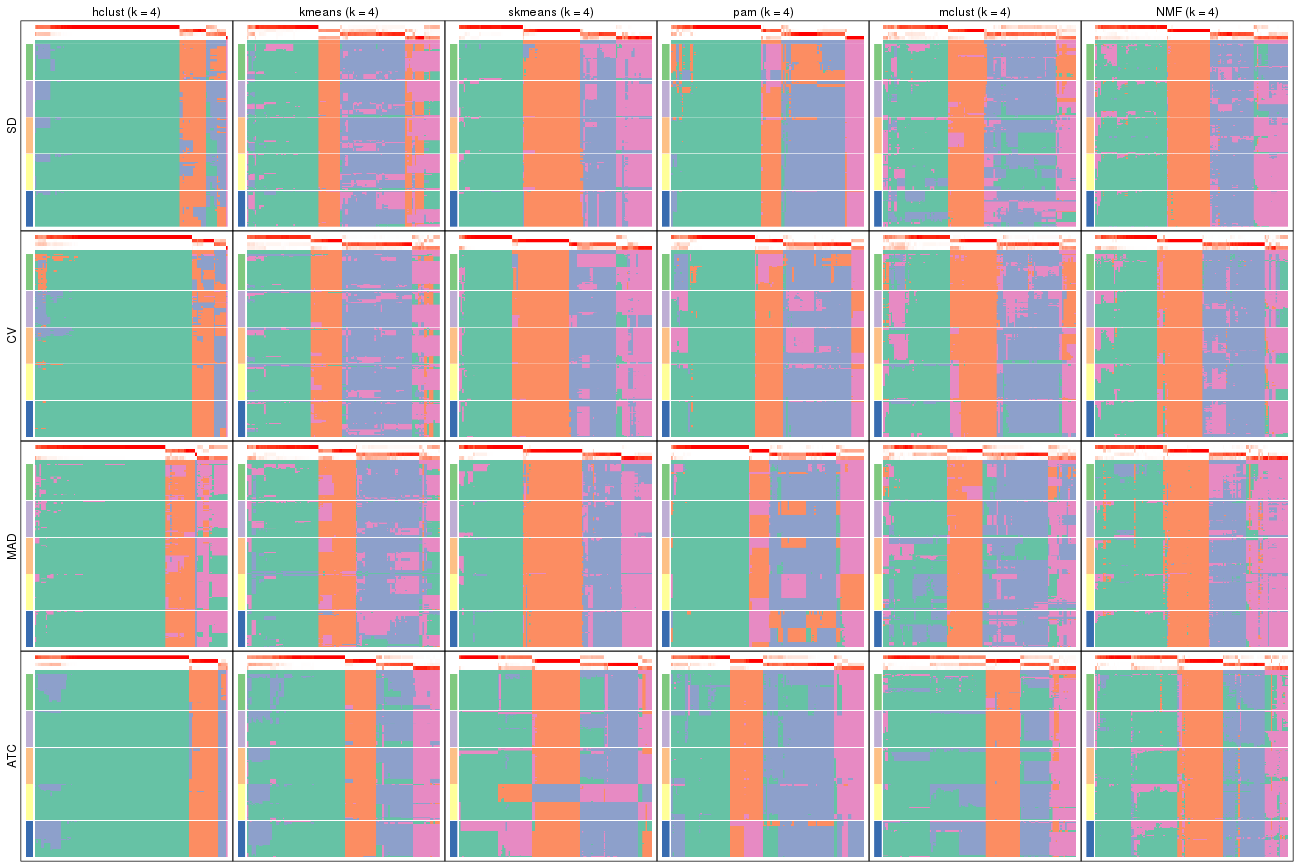 hclust (k = 4)
kmeans (k = 4)
skmeans (k = 4)
pam (k = 4)
mclust (k = 4)
NMF (k = 4)
SD
CV
MAD
ATC